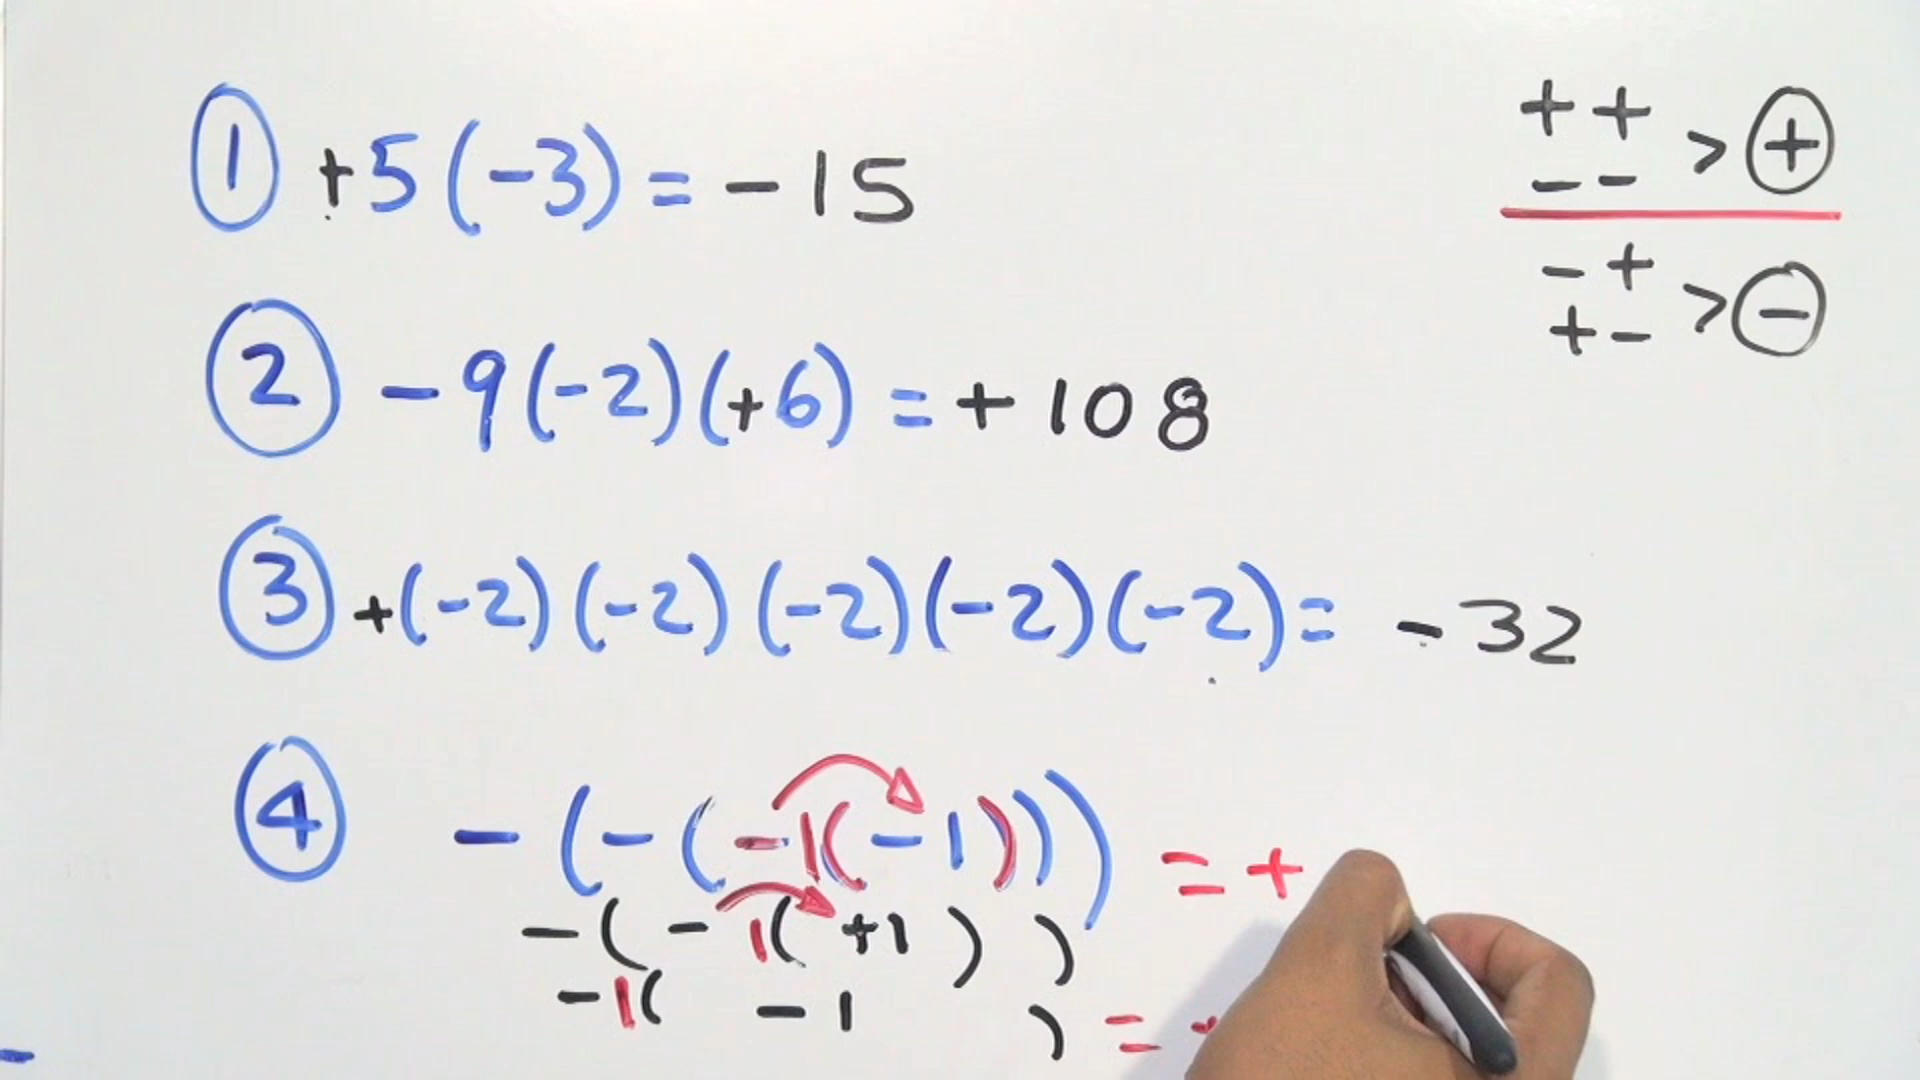 ① +5(-3) = -15
+ +
- - > ⊕
- +
+ - > ⊖
② -9(-2)(+6) = +108
③ +(-2)(-2)(-2)(-2)(-2) = -32
④ -(-(-1(-1))) = +
-(-1(+1))
-1( -1 ) =